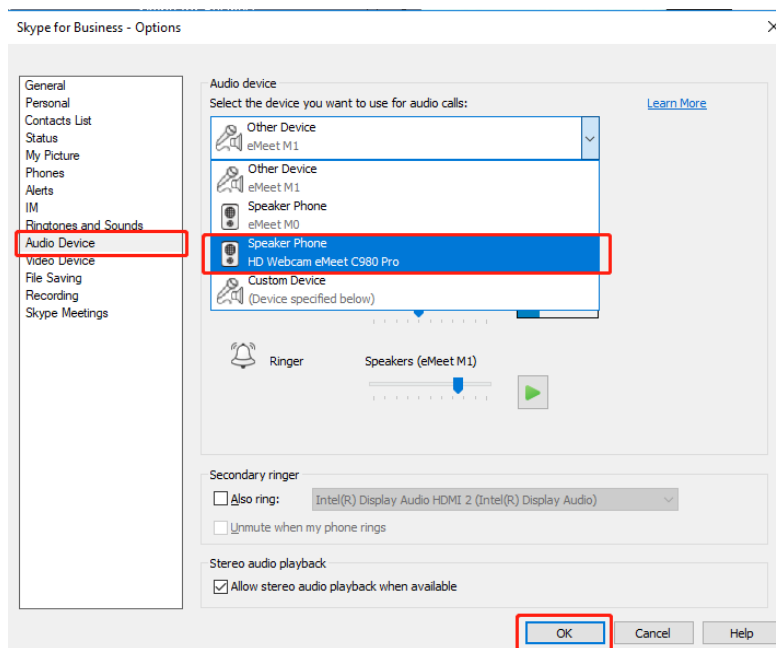 Skype for Business - Options
General
Personal
Contacts List
Status
My Picture
Phones
Alerts
IM
Ringtones and Sounds
Audio Device
Video Device
File Saving
Recording
Skype Meetings
Audio device
Select the device you want to use for audio calls:
Learn More
Other Device
eMeet M1
Other Device
eMeet M1
Speaker Phone
eMeet M0
Speaker Phone
HD Webcam eMeet C980 Pro
Custom Device
(Device specified below)
Ringer
Speakers (eMeet M1)
Secondary ringer
Also ring:
Intel(R) Display Audio HDMI 2 (Intel(R) Display Audio)
Unmute when my phone rings
Stereo audio playback
Allow stereo audio playback when available
OK
Cancel
Help